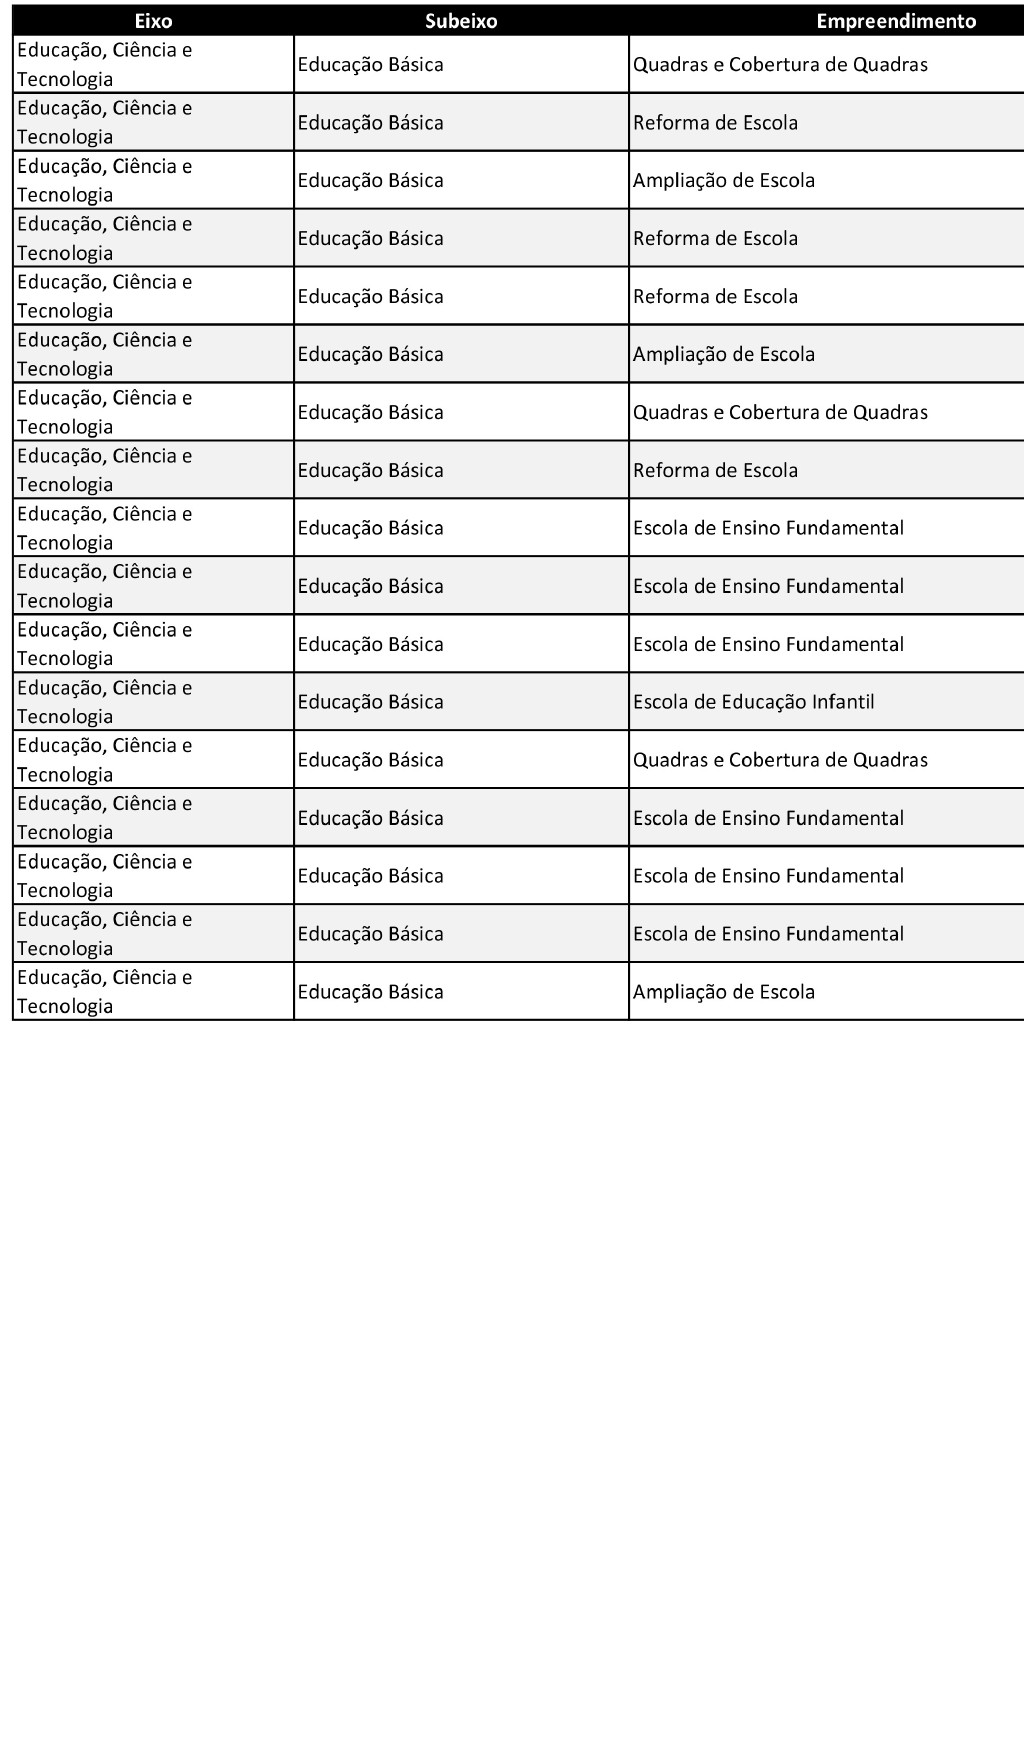 Eixo Subeixo Empreendimento
Educação, Ciência e
Tecnologia Educação Básica Quadras e Cobertura de Quadras
Educação, Ciência e
Tecnologia Educação Básica Reforma de Escola
Educação, Ciência e
Tecnologia Educação Básica Ampliação de Escola
Educação, Ciência e
Tecnologia Educação Básica Reforma de Escola
Educação, Ciência e
Tecnologia Educação Básica Reforma de Escola
Educação, Ciência e
Tecnologia Educação Básica Ampliação de Escola
Educação, Ciência e
Tecnologia Educação Básica Quadras e Cobertura de Quadras
Educação, Ciência e
Tecnologia Educação Básica Reforma de Escola
Educação, Ciência e
Tecnologia Educação Básica Escola de Ensino Fundamental
Educação, Ciência e
Tecnologia Educação Básica Escola de Ensino Fundamental
Educação, Ciência e
Tecnologia Educação Básica Escola de Ensino Fundamental
Educação, Ciência e
Tecnologia Educação Básica Escola de Educação Infantil
Educação, Ciência e
Tecnologia Educação Básica Quadras e Cobertura de Quadras
Educação, Ciência e
Tecnologia Educação Básica Escola de Ensino Fundamental
Educação, Ciência e
Tecnologia Educação Básica Escola de Ensino Fundamental
Educação, Ciência e
Tecnologia Educação Básica Escola de Ensino Fundamental
Educação, Ciência e
Tecnologia Educação Básica Ampliação de Escola